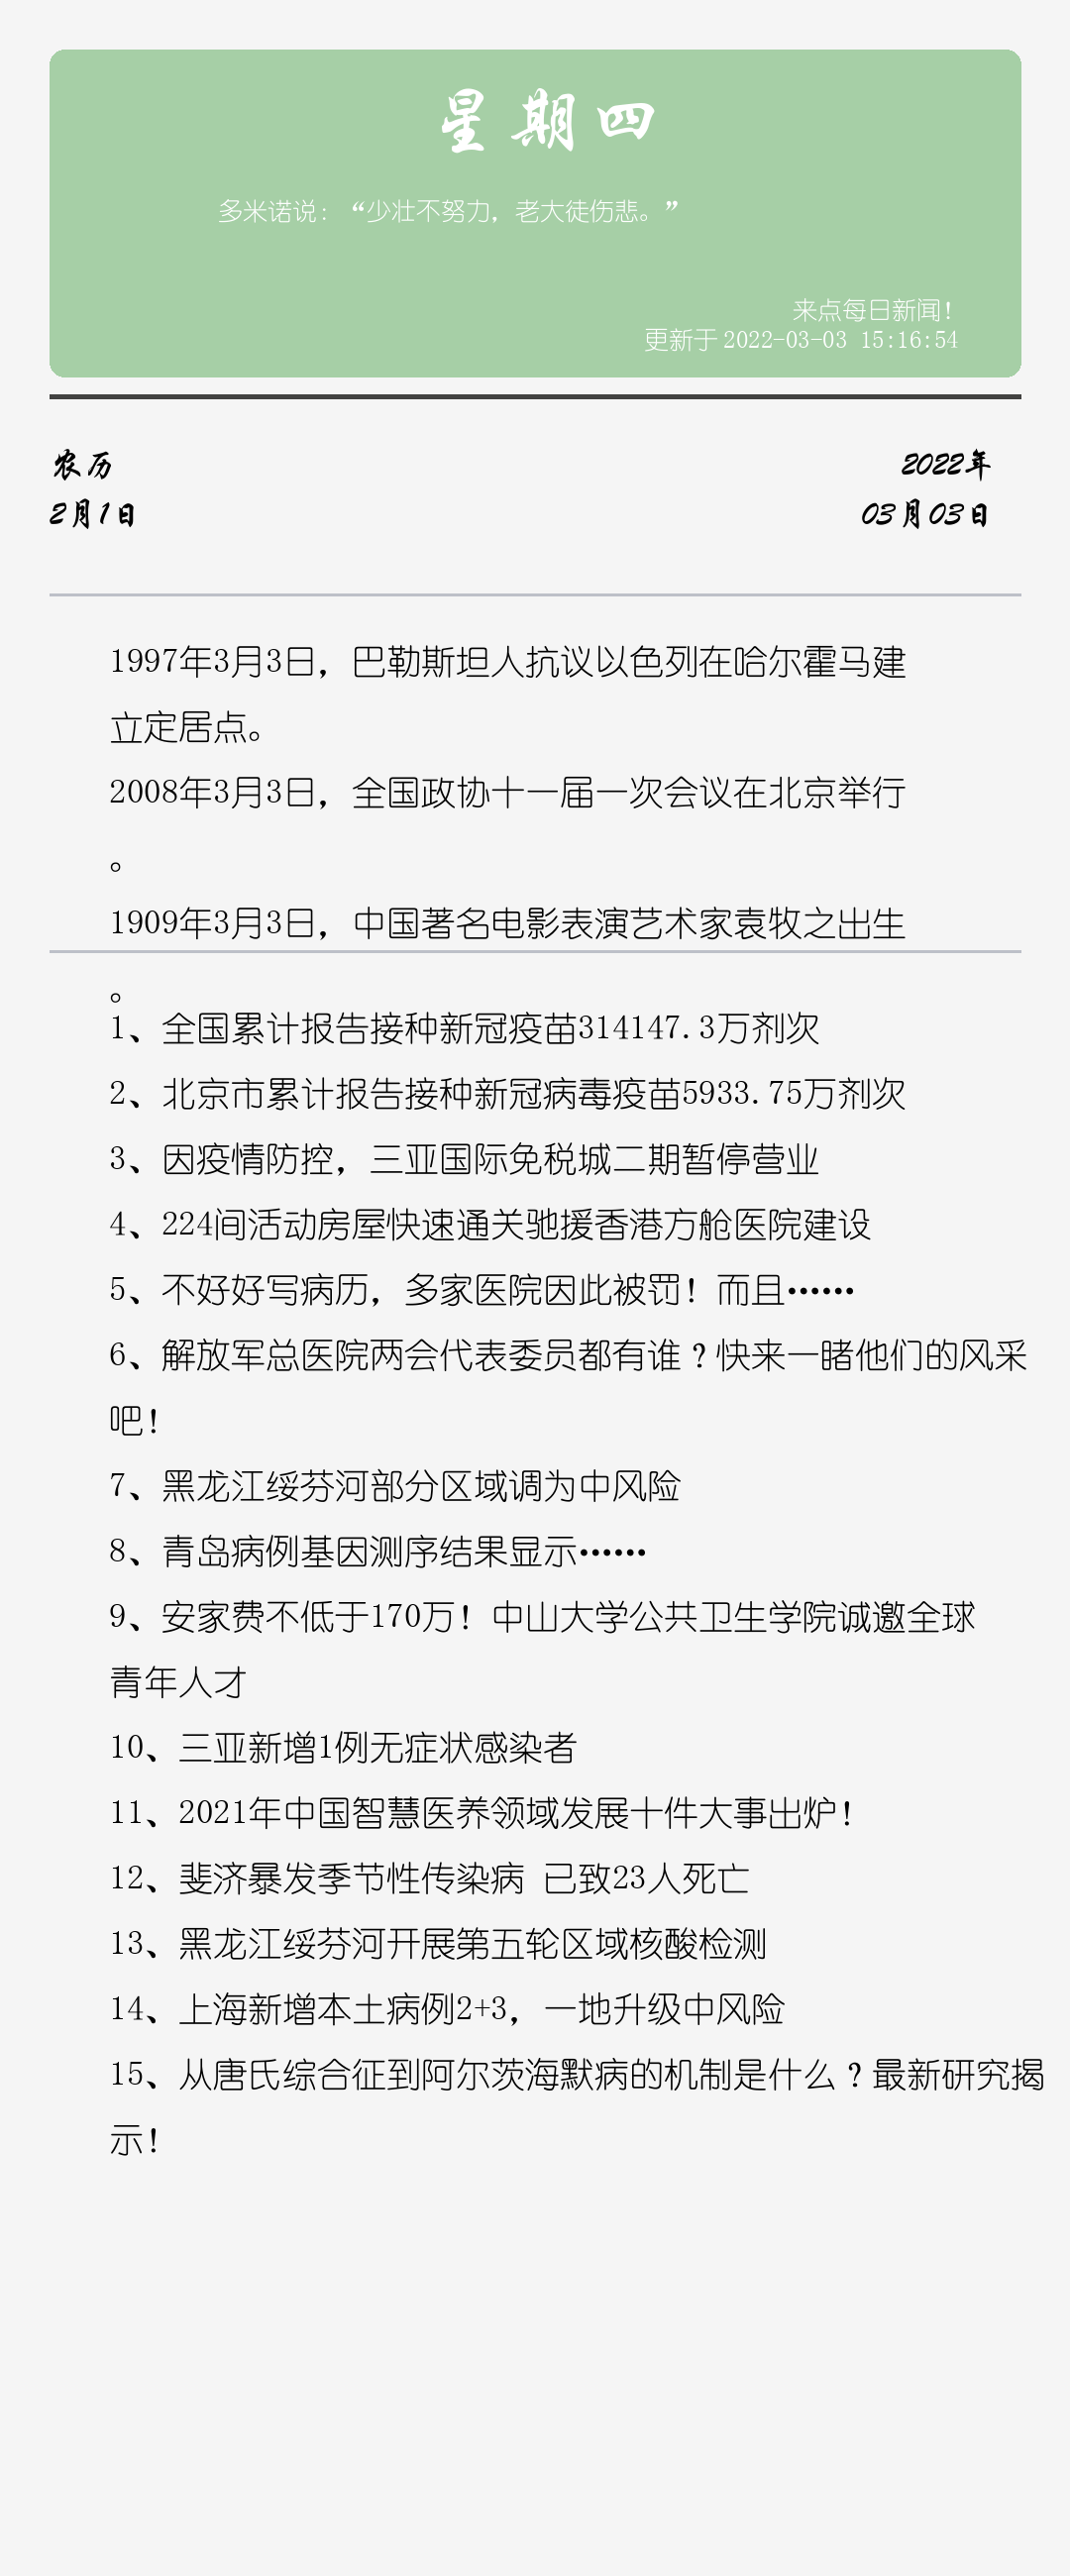 星期四
多米诺说：“少壮不努力，老大徒伤悲。”
来点每日新闻！
更新于 2022-03-03 15:16:54
农历
2月1日
2022年
03月03日
1997年3月3日，巴勒斯坦人抗议以色列在哈尔霍马建
立定居点。
2008年3月3日，全国政协十一届一次会议在北京举行
。
1909年3月3日，中国著名电影表演艺术家袁牧之出生
。
1、全国累计报告接种新冠疫苗314147.3万剂次
2、北京市累计报告接种新冠病毒疫苗5933.75万剂次
3、因疫情防控，三亚国际免税城二期暂停营业
4、224间活动房屋快速通关驰援香港方舱医院建设
5、不好好写病历，多家医院因此被罚！而且……
6、解放军总医院两会代表委员都有谁？快来一睹他们的风采
吧！
7、黑龙江绥芬河部分区域调为中风险
8、青岛病例基因测序结果显示……
9、安家费不低于170万！中山大学公共卫生学院诚邀全球
青年人才
10、三亚新增1例无症状感染者
11、2021年中国智慧医养领域发展十件大事出炉！
12、斐济暴发季节性传染病 已致23人死亡
13、黑龙江绥芬河开展第五轮区域核酸检测
14、上海新增本土病例2+3，一地升级中风险
15、从唐氏综合征到阿尔茨海默病的机制是什么？最新研究揭
示！